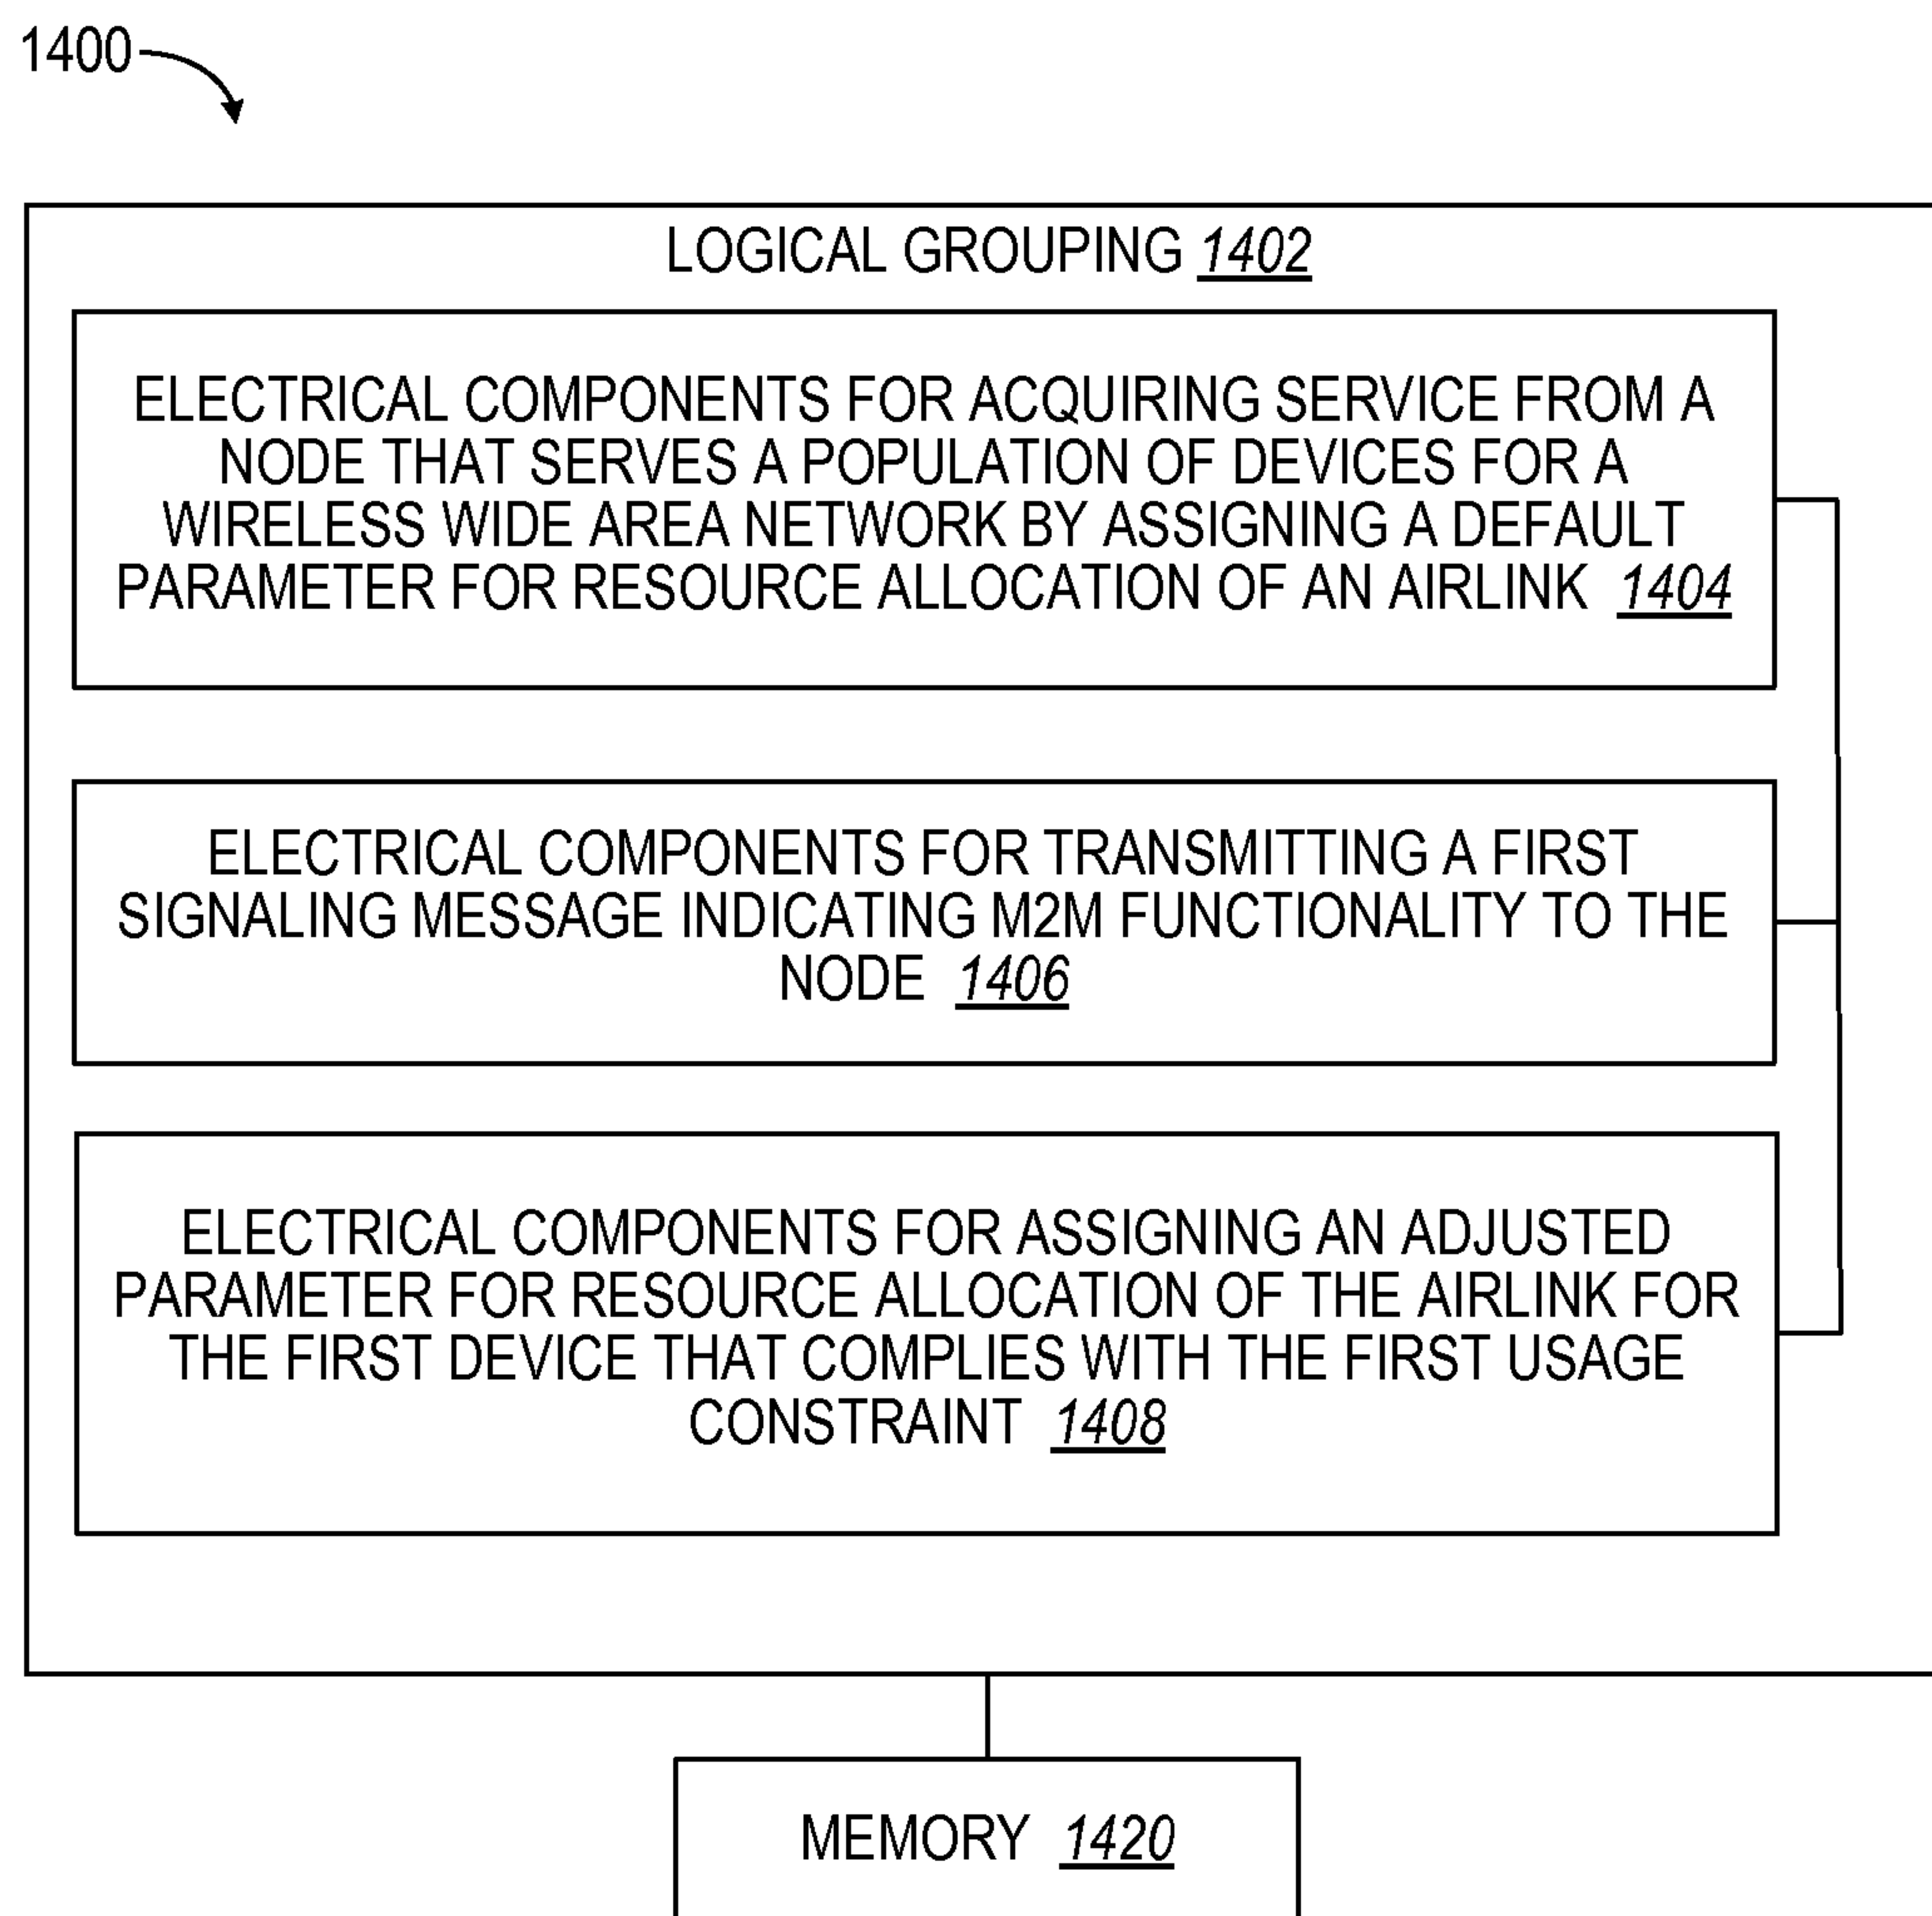 1400
LOGICAL GROUPING 1402
ELECTRICAL COMPONENTS FOR ACQUIRING SERVICE FROM A
NODE THAT SERVES A POPULATION OF DEVICES FOR A
WIRELESS WIDE AREA NETWORK BY ASSIGNING A DEFAULT
PARAMETER FOR RESOURCE ALLOCATION OF AN AIRLINK 1404
ELECTRICAL COMPONENTS FOR TRANSMITTING A FIRST
SIGNALING MESSAGE INDICATING M2M FUNCTIONALITY TO THE
NODE 1406
ELECTRICAL COMPONENTS FOR ASSIGNING AN ADJUSTED
PARAMETER FOR RESOURCE ALLOCATION OF THE AIRLINK FOR
THE FIRST DEVICE THAT COMPLIES WITH THE FIRST USAGE
CONSTRAINT 1408
MEMORY 1420